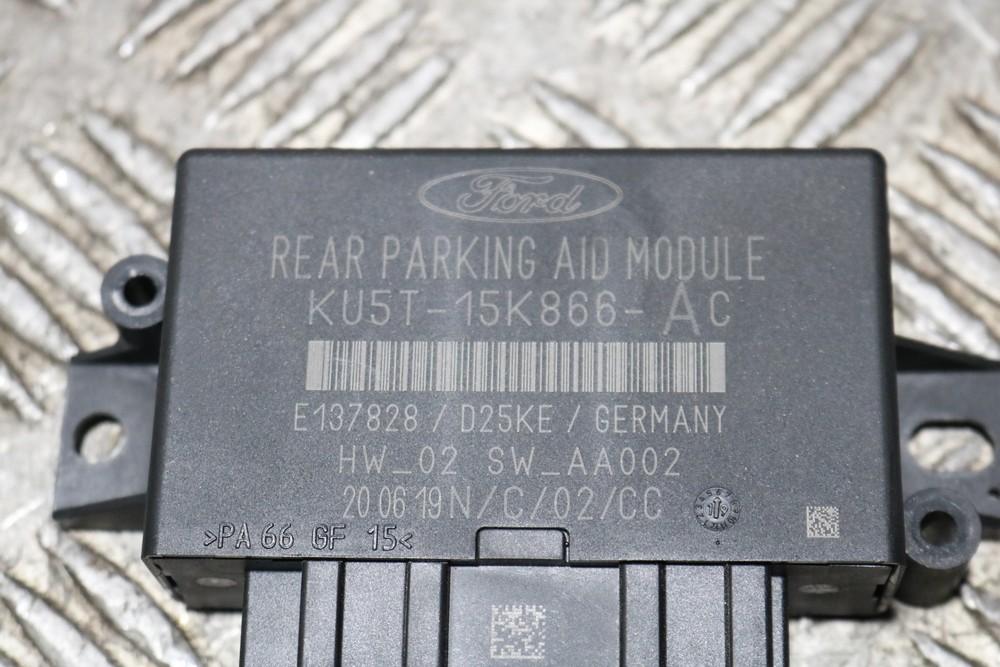 Ford
REAR PARKING AID MODULE
KU5T-15K866-AC
E137828 / D25KE / GERMANY
HW_02 SW_AA002
20 06 19 N/C/02/CC
>PA 66 GF 15<